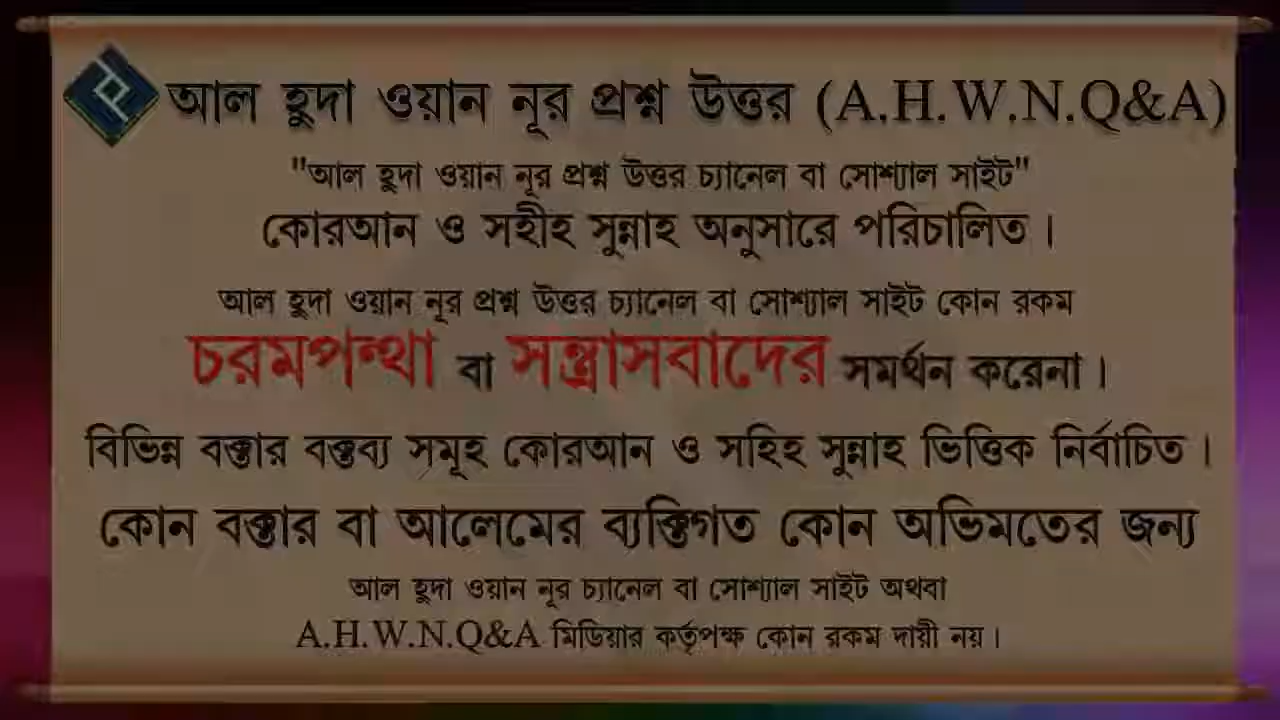 আল হুদা ওয়ান নূর প্রশ্ন উত্তর (A.H.W.N.Q&A)
"আল হুদা ওয়ান নূর প্রশ্ন উত্তর চ্যানেল বা সোশ্যাল সাইট"
কোরআন ও সহীহ সুন্নাহ অনুসারে পরিচালিত।
আল হুদা ওয়ান নূর প্রশ্ন উত্তর চ্যানেল বা সোশ্যাল সাইট কোন রকম
চরমপন্থা বা সন্ত্রাসবাদের সমর্থন করেনা।
বিভিন্ন বক্তার বক্তব্য সমূহ কোরআন ও সহিহ সুন্নাহ ভিত্তিক নির্বাচিত।
কোন বক্তার বা আলেমের ব্যক্তিগত কোন অভিমতের জন্য
আল হুদা ওয়ান নূর চ্যানেল বা সোশ্যাল সাইট অথবা
A.H.W.N.Q&A মিডিয়ার কর্তৃপক্ষ কোন রকম দায়ী নয়।